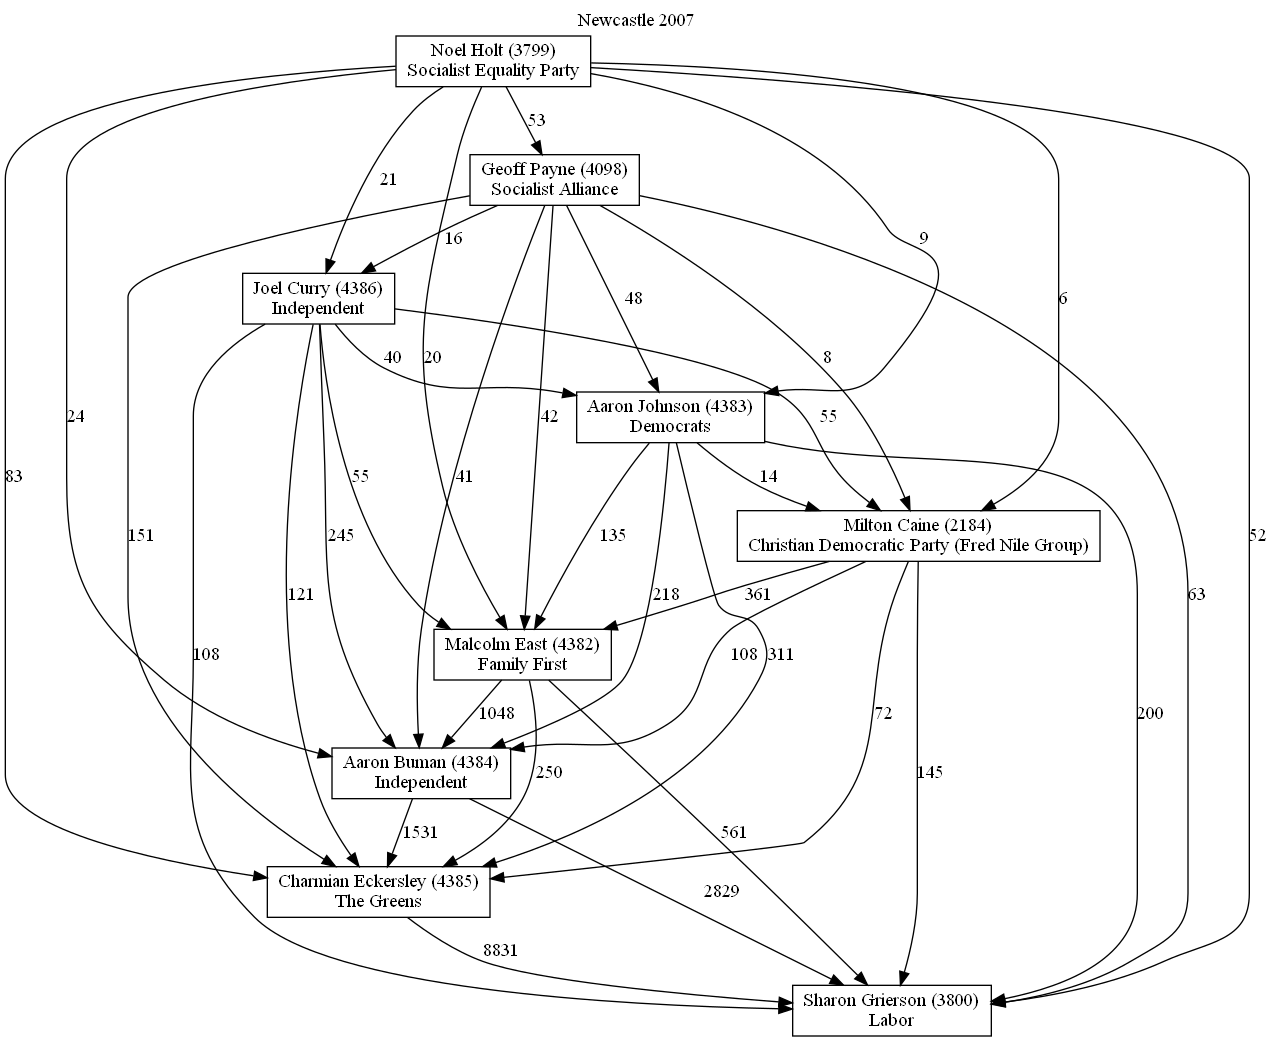 Newcastle 2007
Noel Holt (3799)
Socialist Equality Party
53
Geoff Payne (4098)
Socialist Alliance
21
16
9
Joel Curry (4386)
Independent
48
6
40
20
8
Aaron Johnson (4383)
Democrats
24
42
55
83
55
41
14
Milton Caine (2184)
Christian Democratic Party (Fred Nile Group)
151
245
135
52
121
218
361
63
Malcolm East (4382)
Family First
108
108
311
1048
72
200
Aaron Buman (4384)
Independent
250
145
1531
561
Charmian Eckersley (4385)
The Greens
2829
8831
Sharon Grierson (3800)
Labor